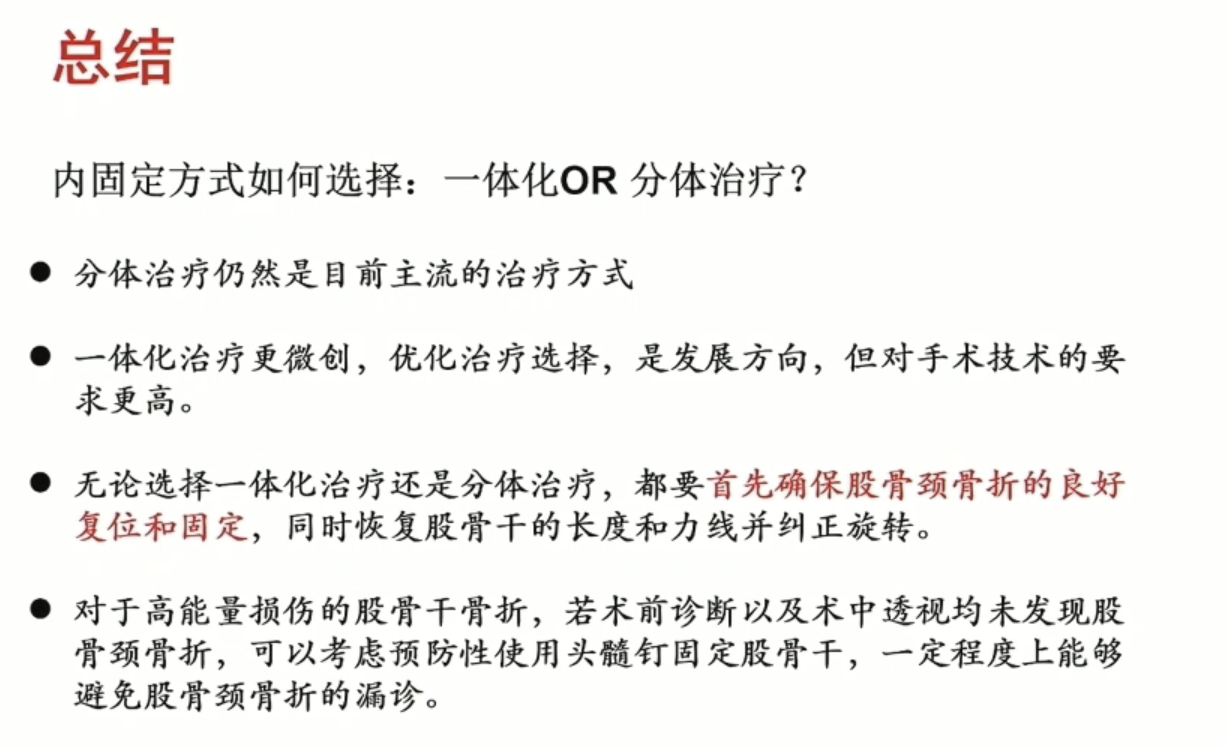 总结
内固定方式如何选择：一体化OR 分体治疗？
● 分体治疗仍然是目前主流的治疗方式
● 一体化治疗更微创，优化治疗选择，是发展方向，但对手术技术的要
求更高。
● 无论选择一体化治疗还是分体治疗，都要首先确保股骨颈骨折的良好
复位和固定，同时恢复股骨干的长度和力线并纠正旋转。
● 对于高能量损伤的股骨干骨折，若术前诊断以及术中透视均未发现股
骨颈骨折，可以考虑预防性使用头髓钉固定股骨干，一定程度上能够
避免股骨颈骨折的漏诊。